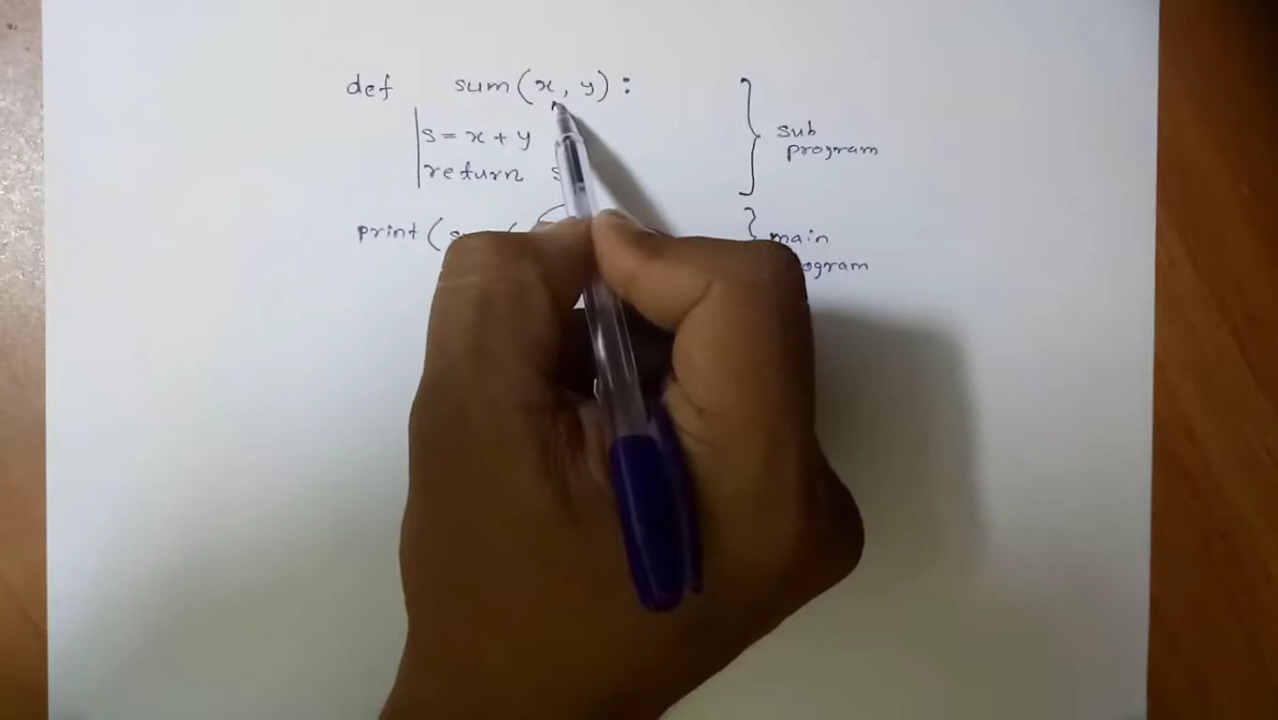 def sum(x, y):
s = x + y
return s
print(
sub
program
main